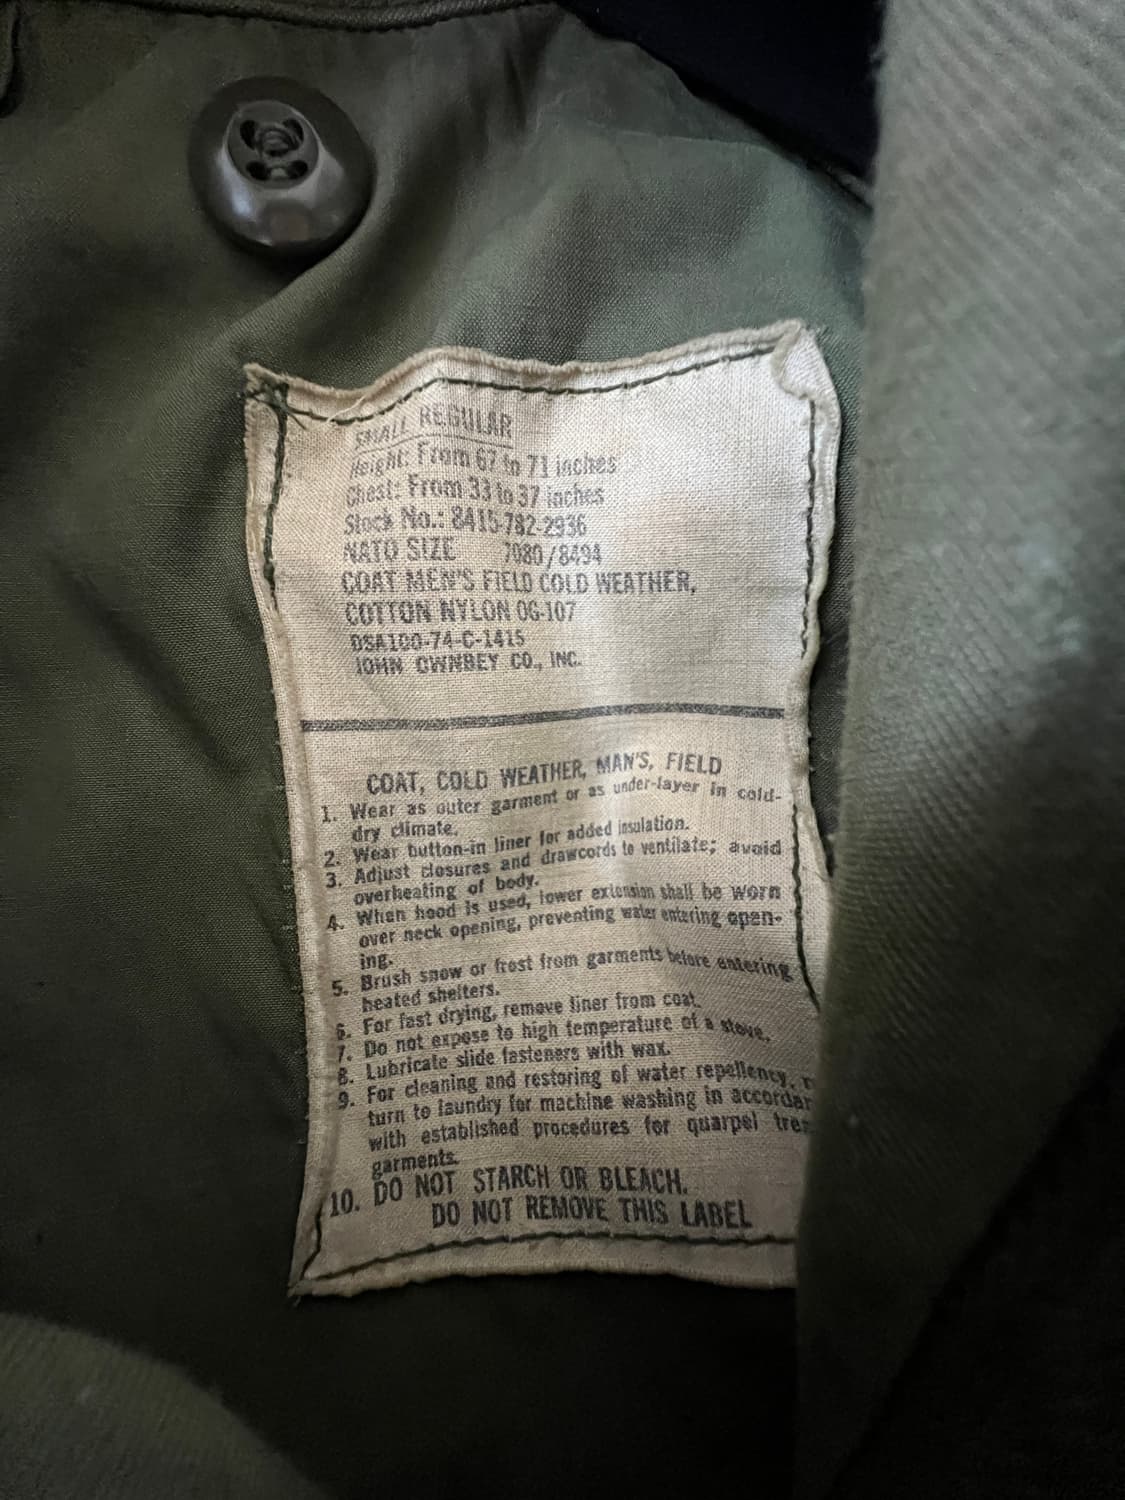 SMALL REGULAR
Height: From 67 to 71 inches
Chest: From 33 to 37 inches
Stock No.: 8415-782-2936
NATO SIZE 7080/8494
COAT MEN'S FIELD COLD WEATHER,
COTTON NYLON OG-107
DSA100-74-C-1415
JOHN OWNBEY CO., INC.
COAT, COLD WEATHER, MAN'S, FIELD
1. Wear as outer garment or as under-layer in cold-
dry climate.
2. Wear button-in liner for added insulation.
3. Adjust closures and drawcords to ventilate; avoid
overheating of body.
4. When hood is used, lower extension shall be worn
over neck opening, preventing water entering open-
ing.
5. Brush snow or frost from garments before entering
heated shelters.
6. For fast drying, remove liner from coat.
7. Do not expose to high temperature of a stove.
8. Lubricate slide fasteners with wax.
9. For cleaning and restoring of water repellency,
turn to laundry for machine washing in accordan
with established procedures for quarpel trea
garments.
10. DO NOT STARCH OR BLEACH.
DO NOT REMOVE THIS LABEL